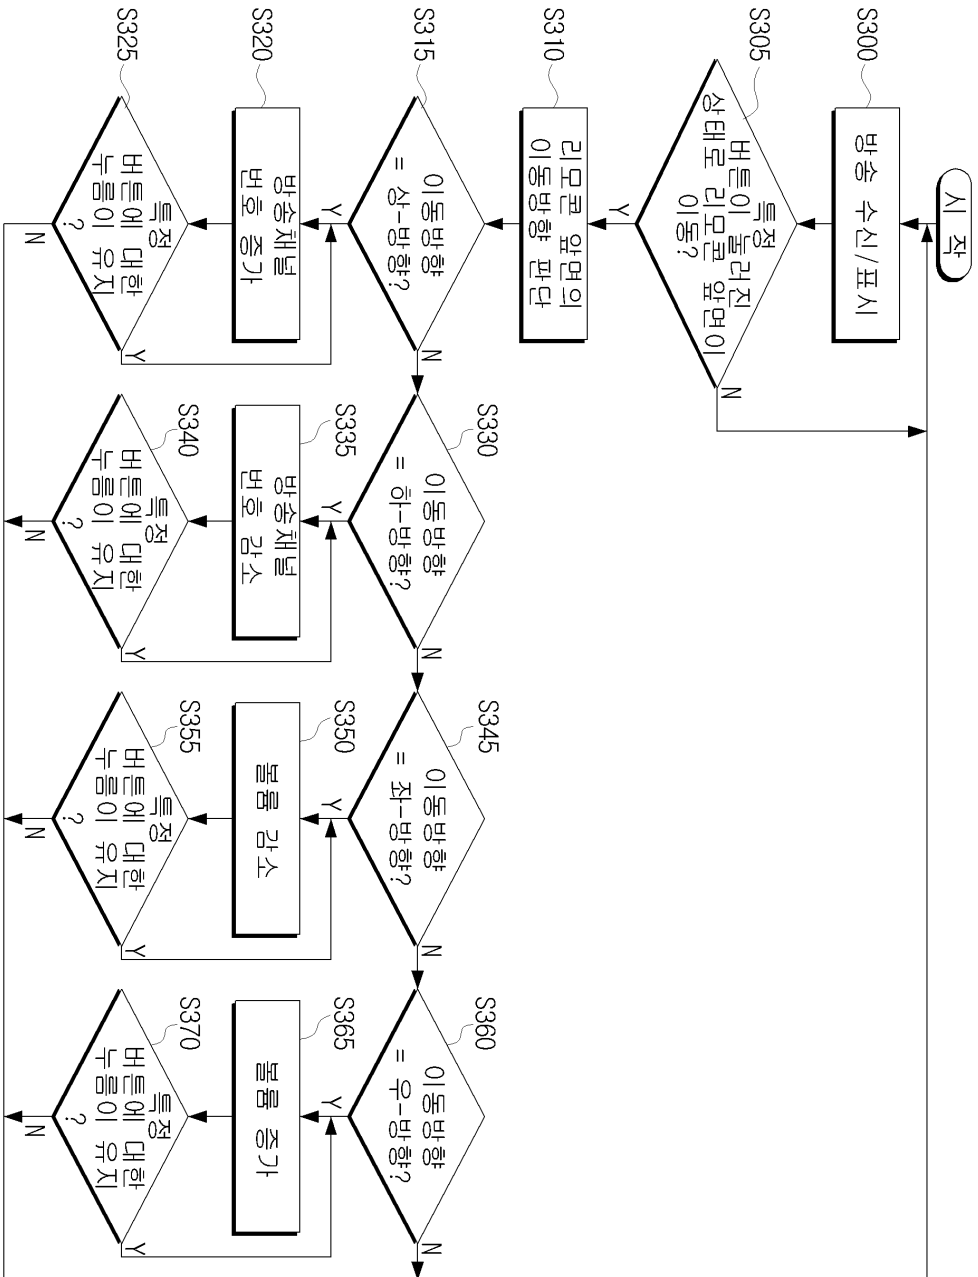 시 작
S300
방송 수신/표시
S305
특정
버튼이 눌러진
상태로 리모콘 앞면이
이동?
N
Y
S310
리모콘 앞면의
이동방향 판단
S315
이동방향
= 상-방향?
N
Y
S320
방송채널
번호 증가
S325
특정
버튼에 대한
누름이 유지
?
Y
N
S330
이동방향
= 하-방향?
N
Y
S335
방송채널
번호 감소
S340
특정
버튼에 대한
누름이 유지
?
Y
N
S345
이동방향
= 좌-방향?
N
Y
S350
볼륨 감소
S355
특정
버튼에 대한
누름이 유지
?
Y
N
S360
이동방향
= 우-방향?
N
Y
S365
볼륨 증가
S370
특정
버튼에 대한
누름이 유지
?
Y
N